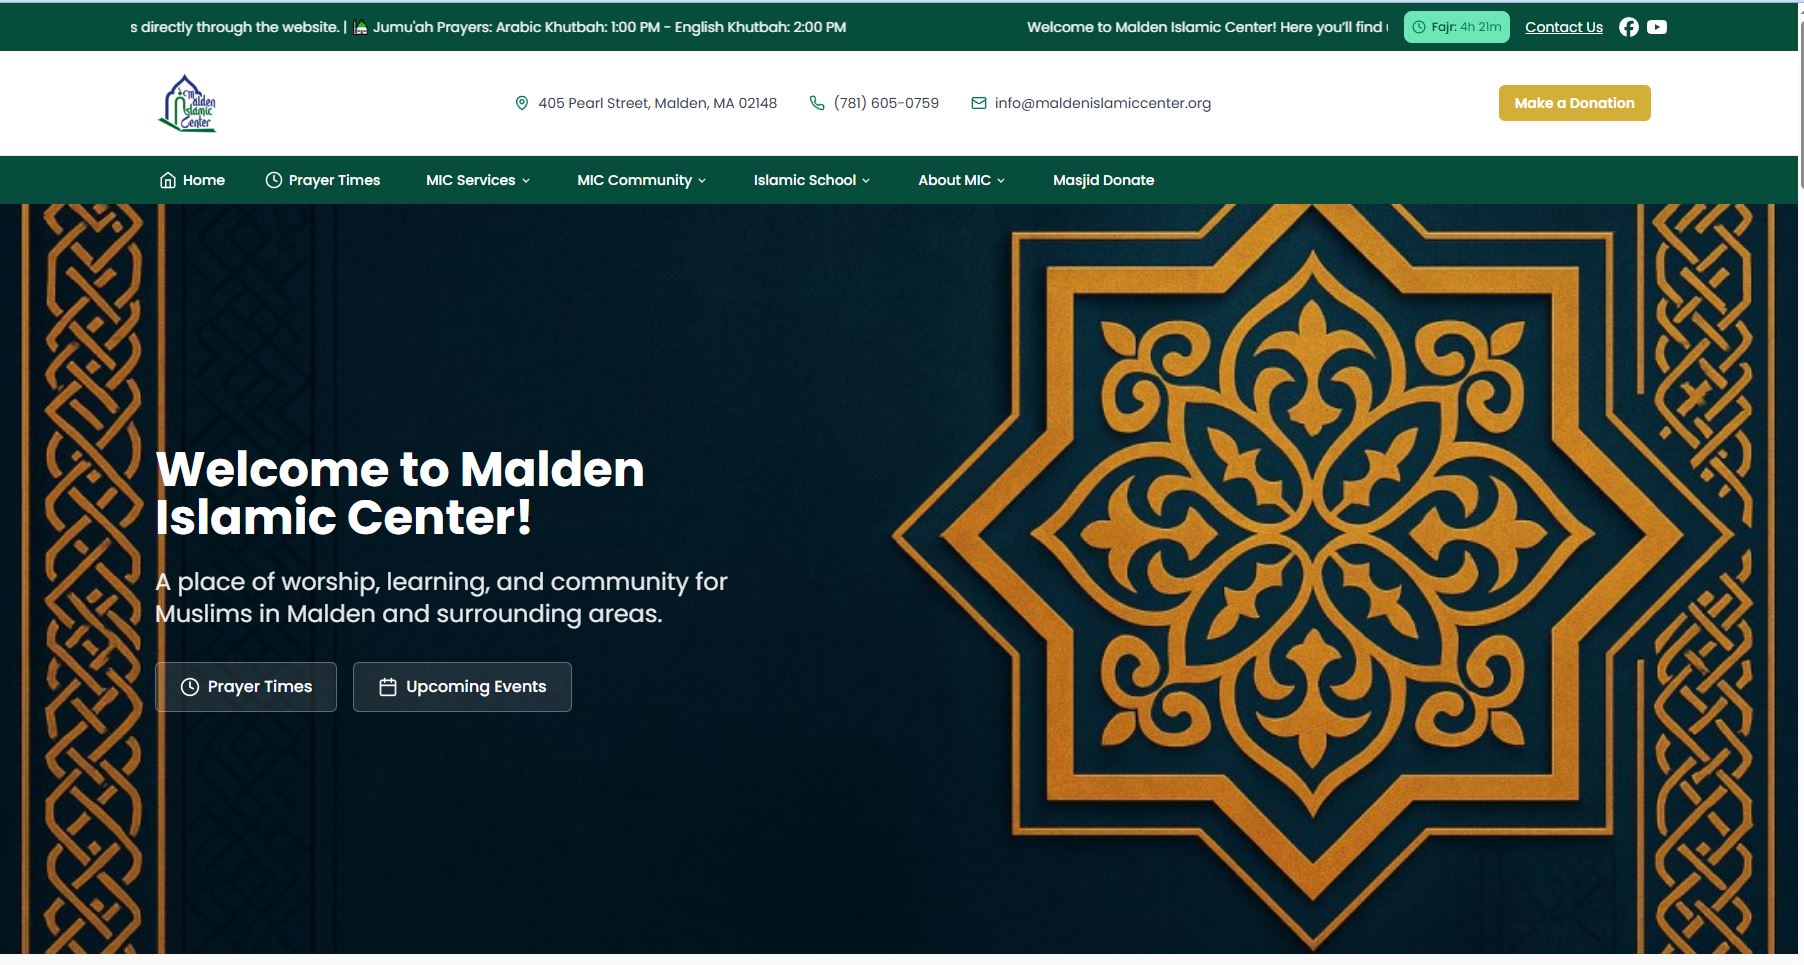 s directly through the website. | Jumu'ah Prayers: Arabic Khutbah: 1:00 PM - English Khutbah: 2:00 PM
Welcome to Malden Islamic Center! Here you'll find
Fajr: 4h 21m
Contact Us
Malden
Islamic
Center
405 Pearl Street, Malden, MA 02148
(781) 605-0759
info@maldenislamiccenter.org
Make a Donation
Home
Prayer Times
MIC Services
MIC Community
Islamic School
About MIC
Masjid Donate
Welcome to Malden
Islamic Center!
A place of worship, learning, and community for
Muslims in Malden and surrounding areas.
Prayer Times
Upcoming Events